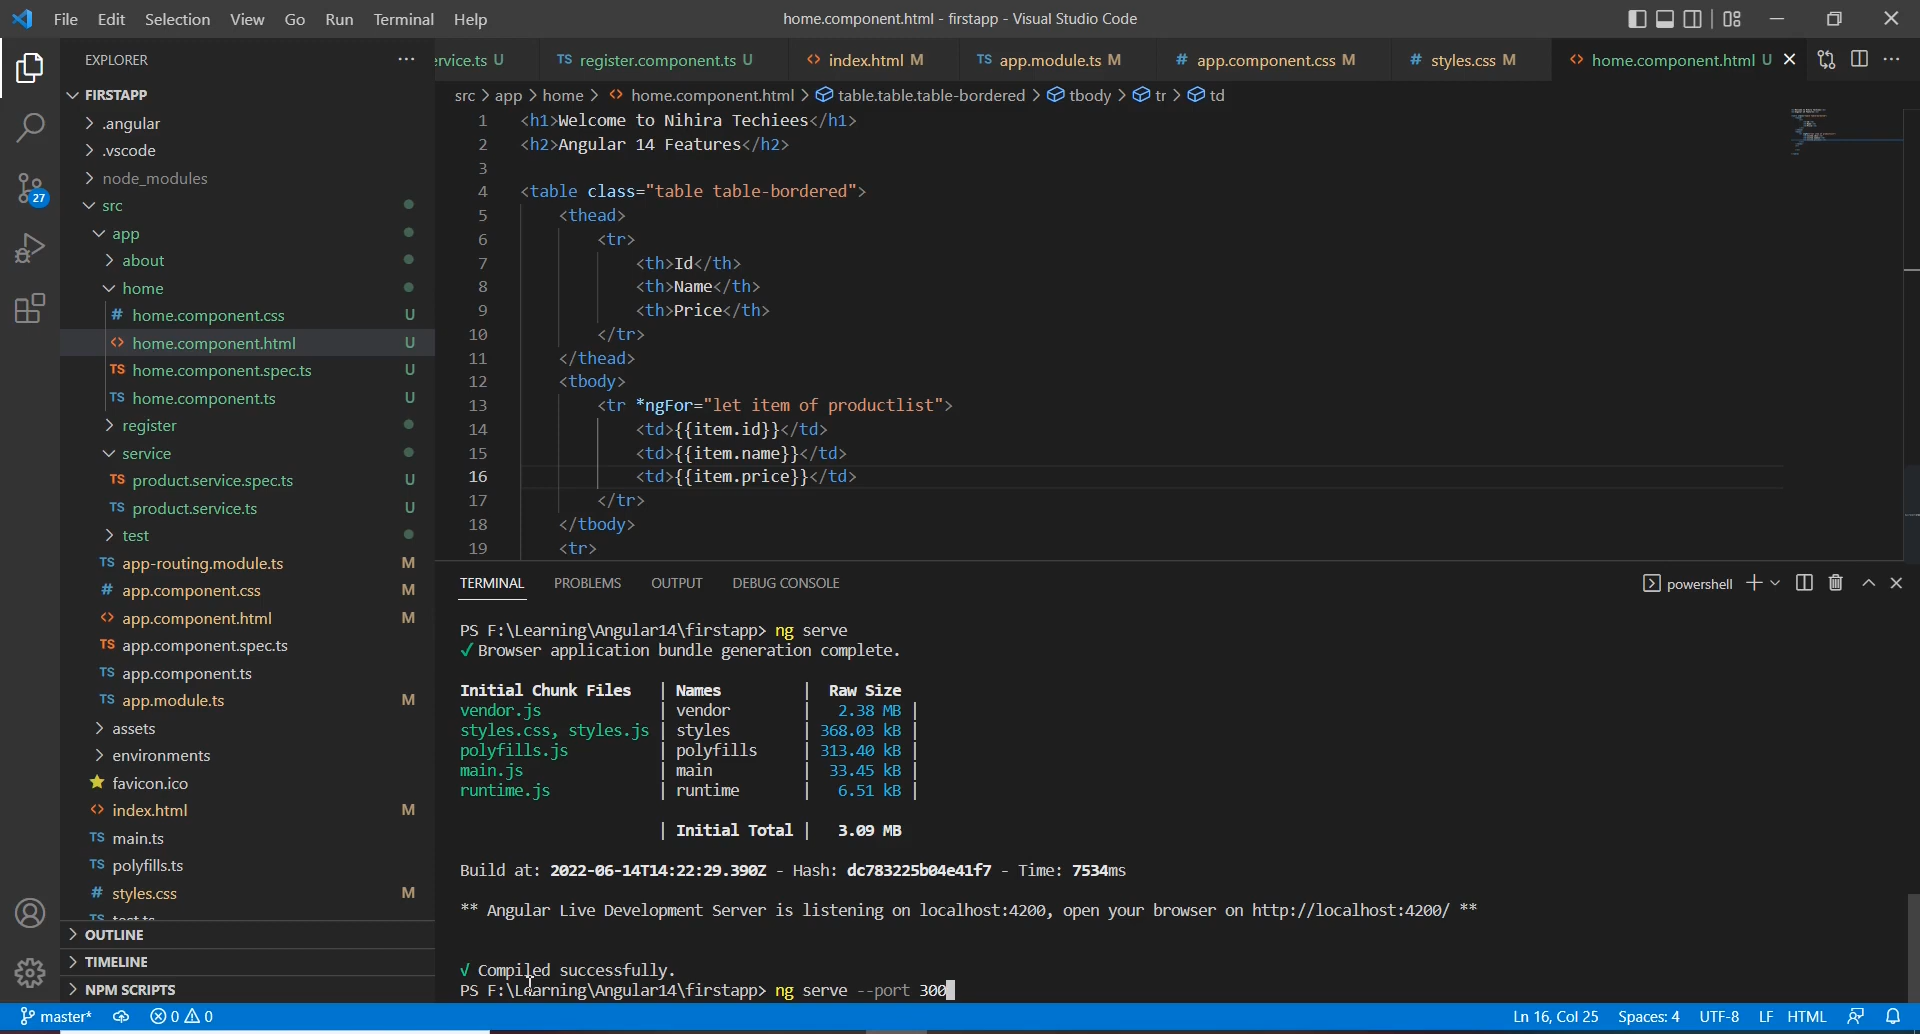 File Edit Selection View Go Run Terminal Help
home.component.html - firstapp - Visual Studio Code
EXPLORER
ervice.ts U
TS register.component.ts U
<> index.html M
TS app.module.ts M
# app.component.css M
# styles.css M
<> home.component.html U
src > app > home > <> home.component.html > table.table.table-bordered > tbody > tr > td
FIRSTAPP
.angular
.vscode
node_modules
27
src
app
about
home
# home.component.css U
<> home.component.html U
TS home.component.spec.ts U
TS home.component.ts U
register
service
TS product.service.spec.ts U
TS product.service.ts U
test
TS app-routing.module.ts M
# app.component.css M
<> app.component.html M
TS app.component.spec.ts
TS app.component.ts
TS app.module.ts M
assets
environments
favicon.ico
<> index.html M
TS main.ts
TS polyfills.ts
# styles.css M
OUTLINE
TIMELINE
NPM SCRIPTS
1 <h1>Welcome to Nihira Techiees</h1>
2 <h2>Angular 14 Features</h2>
3
4 <table class="table table-bordered">
5 <thead>
6 <tr>
7 <th>Id</th>
8 <th>Name</th>
9 <th>Price</th>
10 </tr>
11 </thead>
12 <tbody>
13 <tr *ngFor="let item of productlist">
14 <td>{{item.id}}</td>
15 <td>{{item.name}}</td>
16 <td>{{item.price}}</td>
17 </tr>
18 </tbody>
19 <tr>
TERMINAL PROBLEMS OUTPUT DEBUG CONSOLE
powershell
PS F:\Learning\Angular14\firstapp> ng serve
√ Browser application bundle generation complete.
Initial Chunk Files | Names | Raw Size
vendor.js | vendor | 2.38 MB |
styles.css, styles.js | styles | 368.03 kB |
polyfills.js | polyfills | 313.40 kB |
main.js | main | 33.45 kB |
runtime.js | runtime | 6.51 kB |
| Initial Total | 3.09 MB
Build at: 2022-06-14T14:22:29.390Z - Hash: dc783225b04e41f7 - Time: 7534ms
** Angular Live Development Server is listening on localhost:4200, open your browser on http://localhost:4200/ **
√ Compiled successfully.
PS F:\Learning\Angular14\firstapp> ng serve --port 300
master* 0 0
Ln 16, Col 25 Spaces: 4 UTF-8 LF HTML